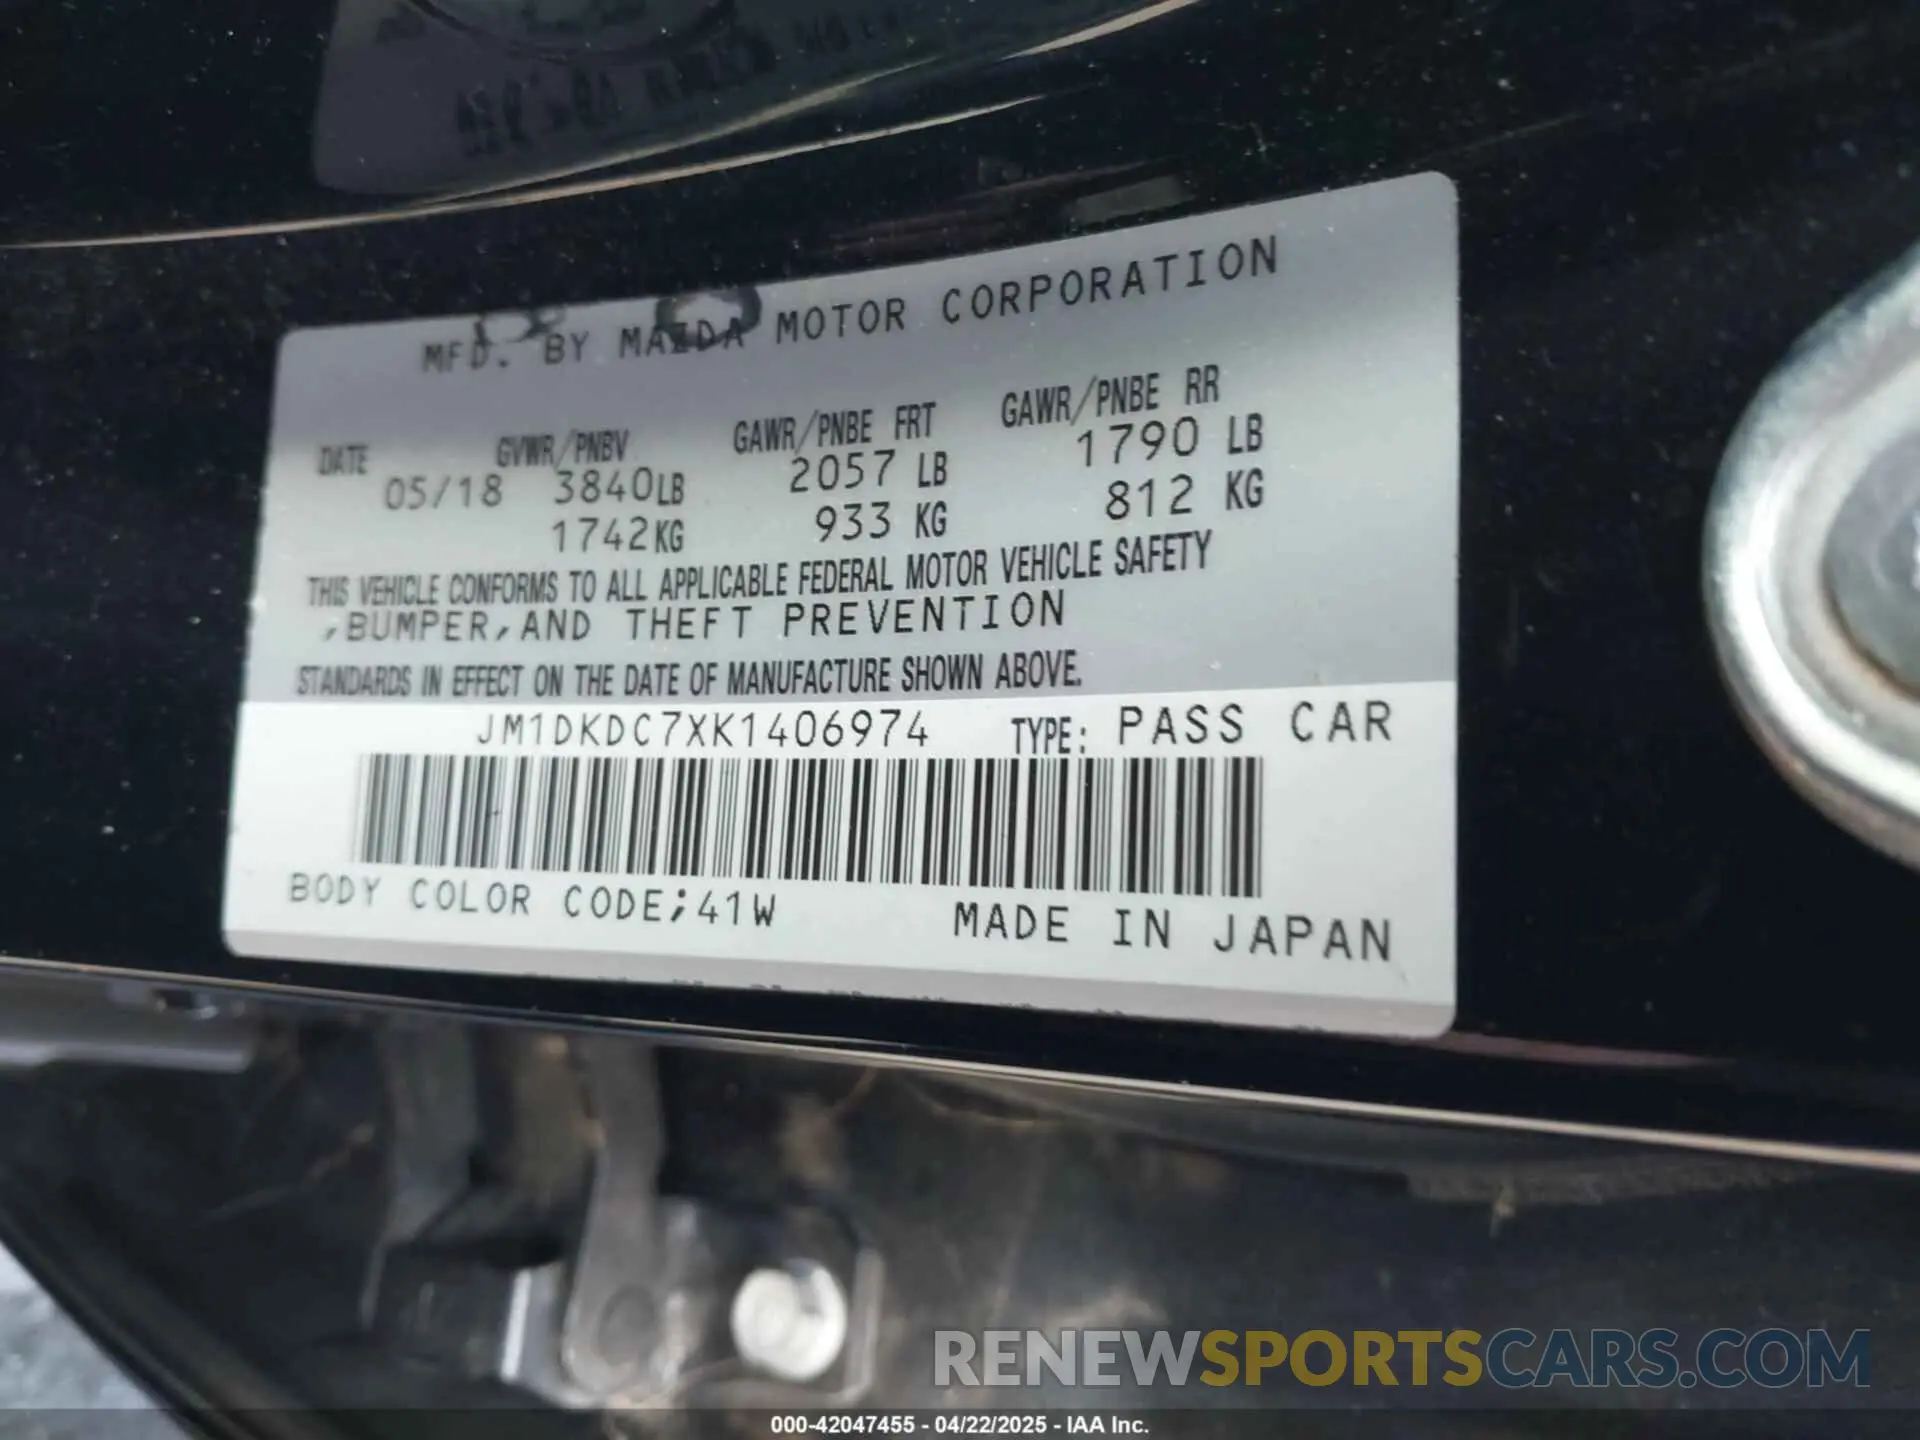 MFD. BY MAZDA MOTOR CORPORATION
DATE GVWR/PNBV GAWR/PNBE FRT GAWR/PNBE RR
05/18 3840LB 2057 LB 1790 LB
1742KG 933 KG 812 KG
THIS VEHICLE CONFORMS TO ALL APPLICABLE FEDERAL MOTOR VEHICLE SAFETY
,BUMPER,AND THEFT PREVENTION
STANDARDS IN EFFECT ON THE DATE OF MANUFACTURE SHOWN ABOVE.
JM1DKDC7XK1406974 TYPE: PASS CAR
BODY COLOR CODE;41W MADE IN JAPAN
RENEWSPORTSCARS.COM
000-42047455 - 04/22/2025 - IAA Inc.